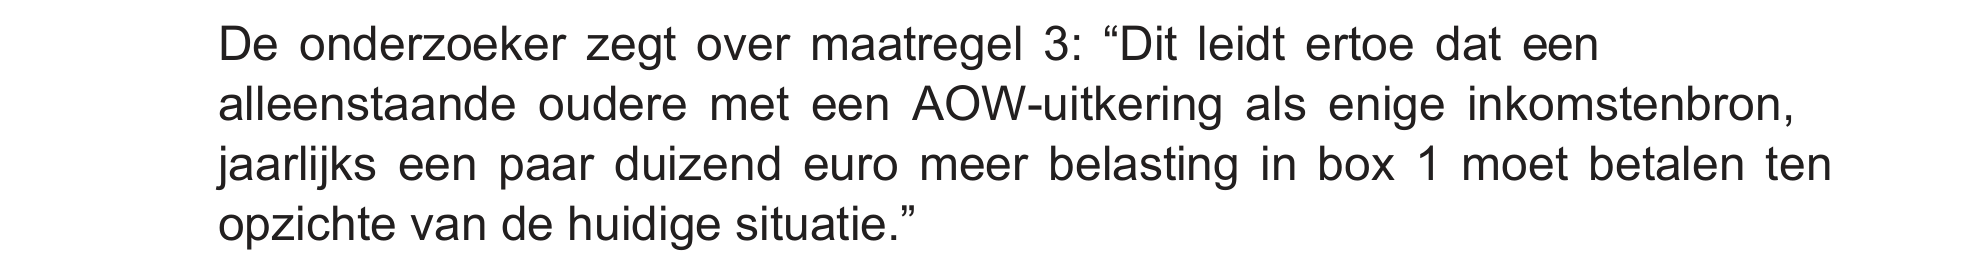 De onderzoeker zegt over maatregel 3: “Dit leidt ertoe dat een
alleenstaande oudere met een AOW-uitkering als enige inkomstenbron,
jaarlijks een paar duizend euro meer belasting in box 1 moet betalen ten
opzichte van de huidige situatie.”